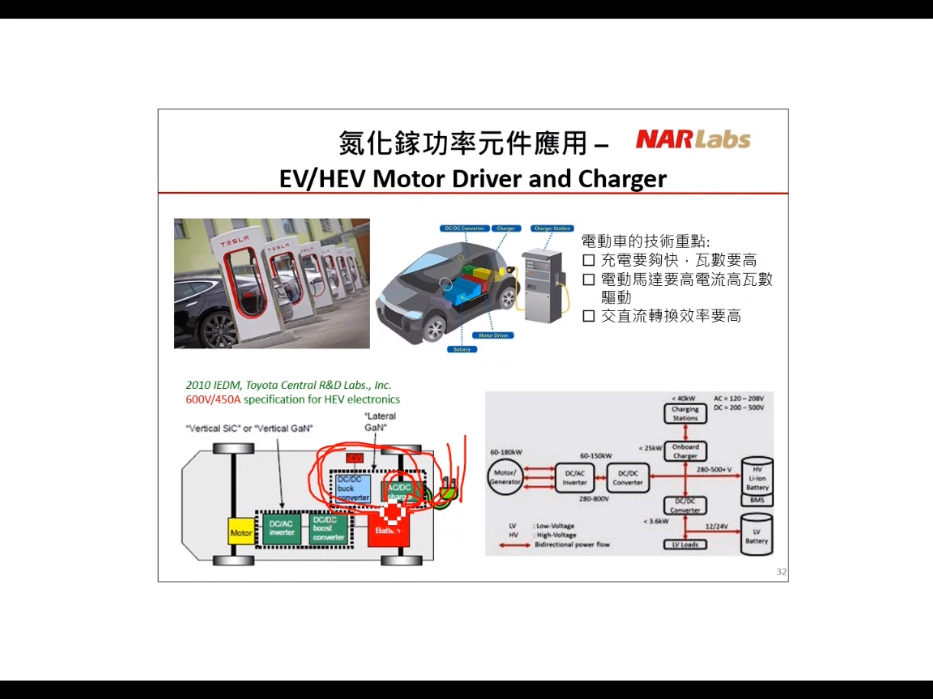 氮化鎵功率元件應用 –
NARLabs
EV/HEV Motor Driver and Charger
TESLA
TESLA
DC/DC Converter
Charger
Charger Station
Motor Driver
Battery
電動車的技術重點:
☐ 充電要夠快，瓦數要高
☐ 電動馬達要高電流高瓦數
驅動
☐ 交直流轉換效率要高
2010 IEDM, Toyota Central R&D Labs., Inc.
600V/450A specification for HEV electronics
"Vertical SiC" or "Vertical GaN"
"Lateral
GaN"
DC/DC
buck
converter
AC/DC
Motor
DC/AC
inverter
DC/DC
boost
converter
< 40kW
AC = 120 – 208V
DC = 200 – 500V
Charging
Stations
< 25kW
Onboard
Charger
60-180kW
60-150kW
Motor/
Generator
DC/AC
Inverter
DC/DC
Converter
280-800V
280-500+ V
HV
Li-Ion
Battery
BMS
DC/DC
Converter
< 3.6kW
12/24V
LV Loads
LV
Battery
LV : Low-Voltage
HV : High-Voltage
Bidirectional power flow
32